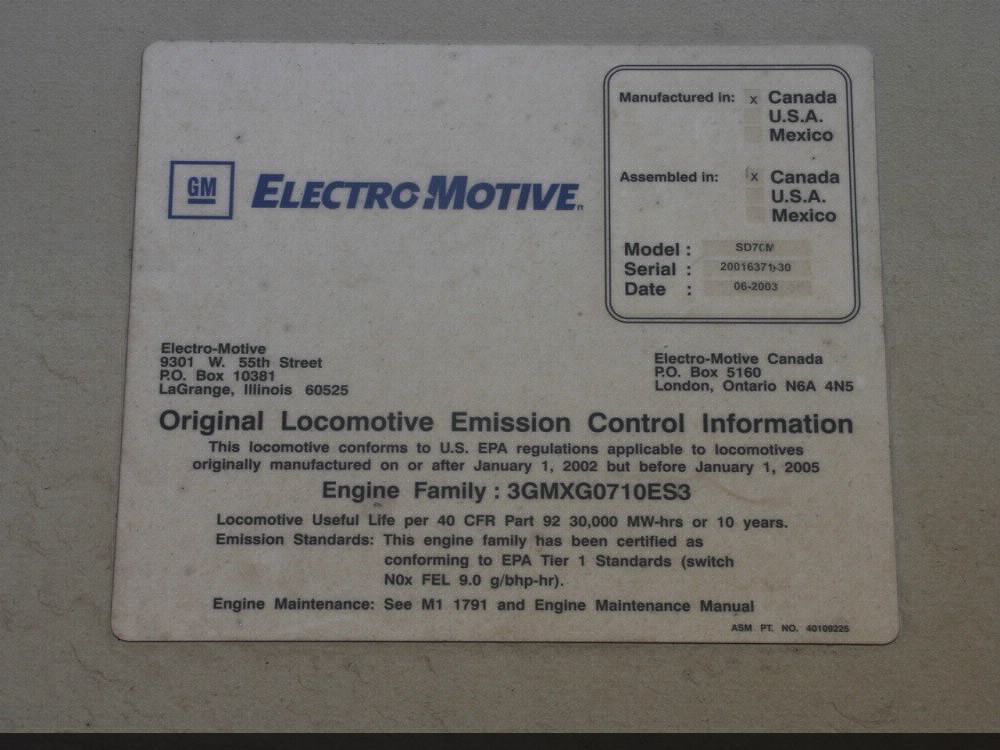 GM ELECTRO-MOTIVE
Manufactured in: x Canada
U.S.A.
Mexico
Assembled in: x Canada
U.S.A.
Mexico
Model :
Serial :
Date : 06-2003
Electro-Motive
9301 W. 55th Street
P.O. Box 10381
LaGrange, Illinois 60525
Electro-Motive Canada
P.O. Box 5160
London, Ontario N6A 4N5
Original Locomotive Emission Control Information
This locomotive conforms to U.S. EPA regulations applicable to locomotives
originally manufactured on or after January 1, 2002 but before January 1, 2005
Engine Family : 3GMXG0710ES3
Locomotive Useful Life per 40 CFR Part 92 30,000 MW-hrs or 10 years.
Emission Standards: This engine family has been certified as
conforming to EPA Tier 1 Standards (switch
N0x FEL 9.0 g/bhp-hr).
Engine Maintenance: See M1 1791 and Engine Maintenance Manual
ASM PT. NO. 40109225